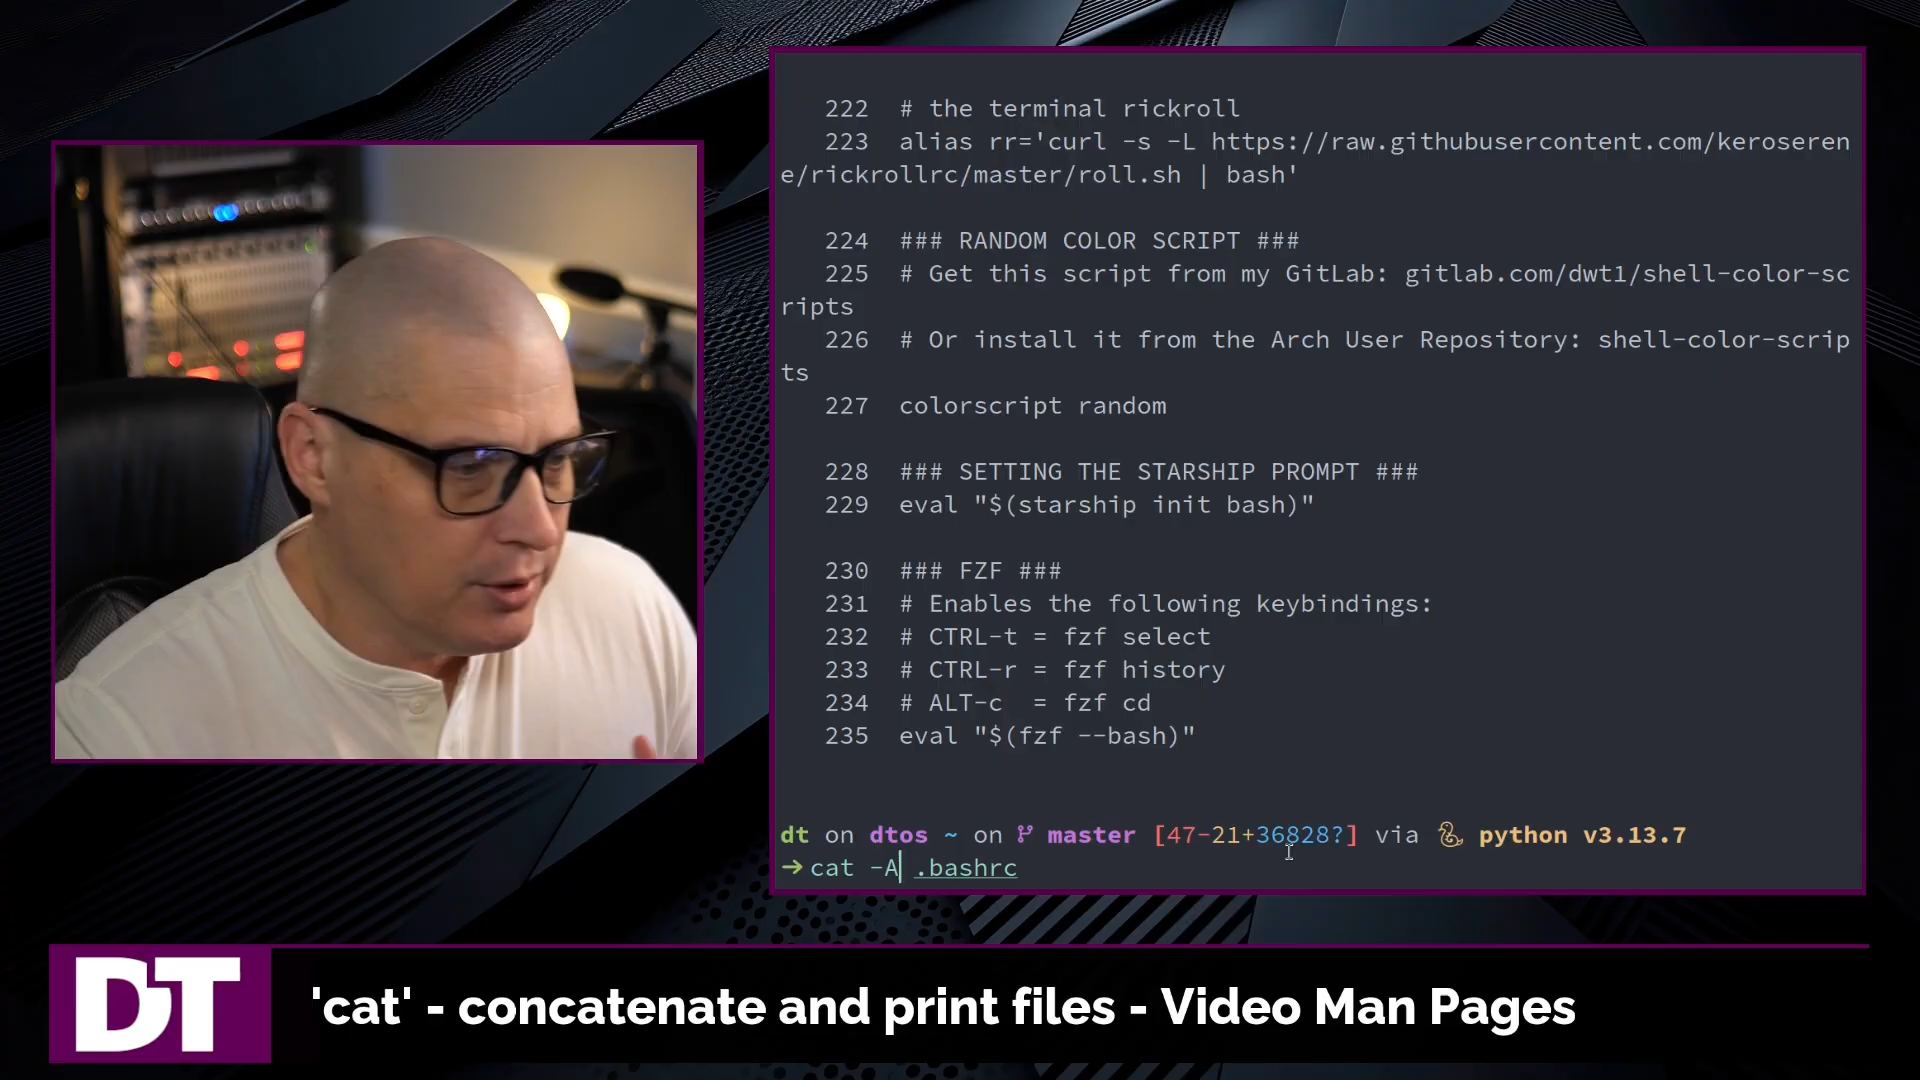 222 # the terminal rickroll
223 alias rr='curl -s -L https://raw.githubusercontent.com/keroseren
e/rickrollrc/master/roll.sh | bash'
224 ### RANDOM COLOR SCRIPT ###
225 # Get this script from my GitLab: gitlab.com/dwt1/shell-color-sc
ripts
226 # Or install it from the Arch User Repository: shell-color-scrip
ts
227 colorscript random
228 ### SETTING THE STARSHIP PROMPT ###
229 eval "$(starship init bash)"
230 ### FZF ###
231 # Enables the following keybindings:
232 # CTRL-t = fzf select
233 # CTRL-r = fzf history
234 # ALT-c  = fzf cd
235 eval "$(fzf --bash)"
dt on dtos ~ on master [47-21+36828?] via python v3.13.7
→ cat -A .bashrc
DT
'cat' - concatenate and print files - Video Man Pages